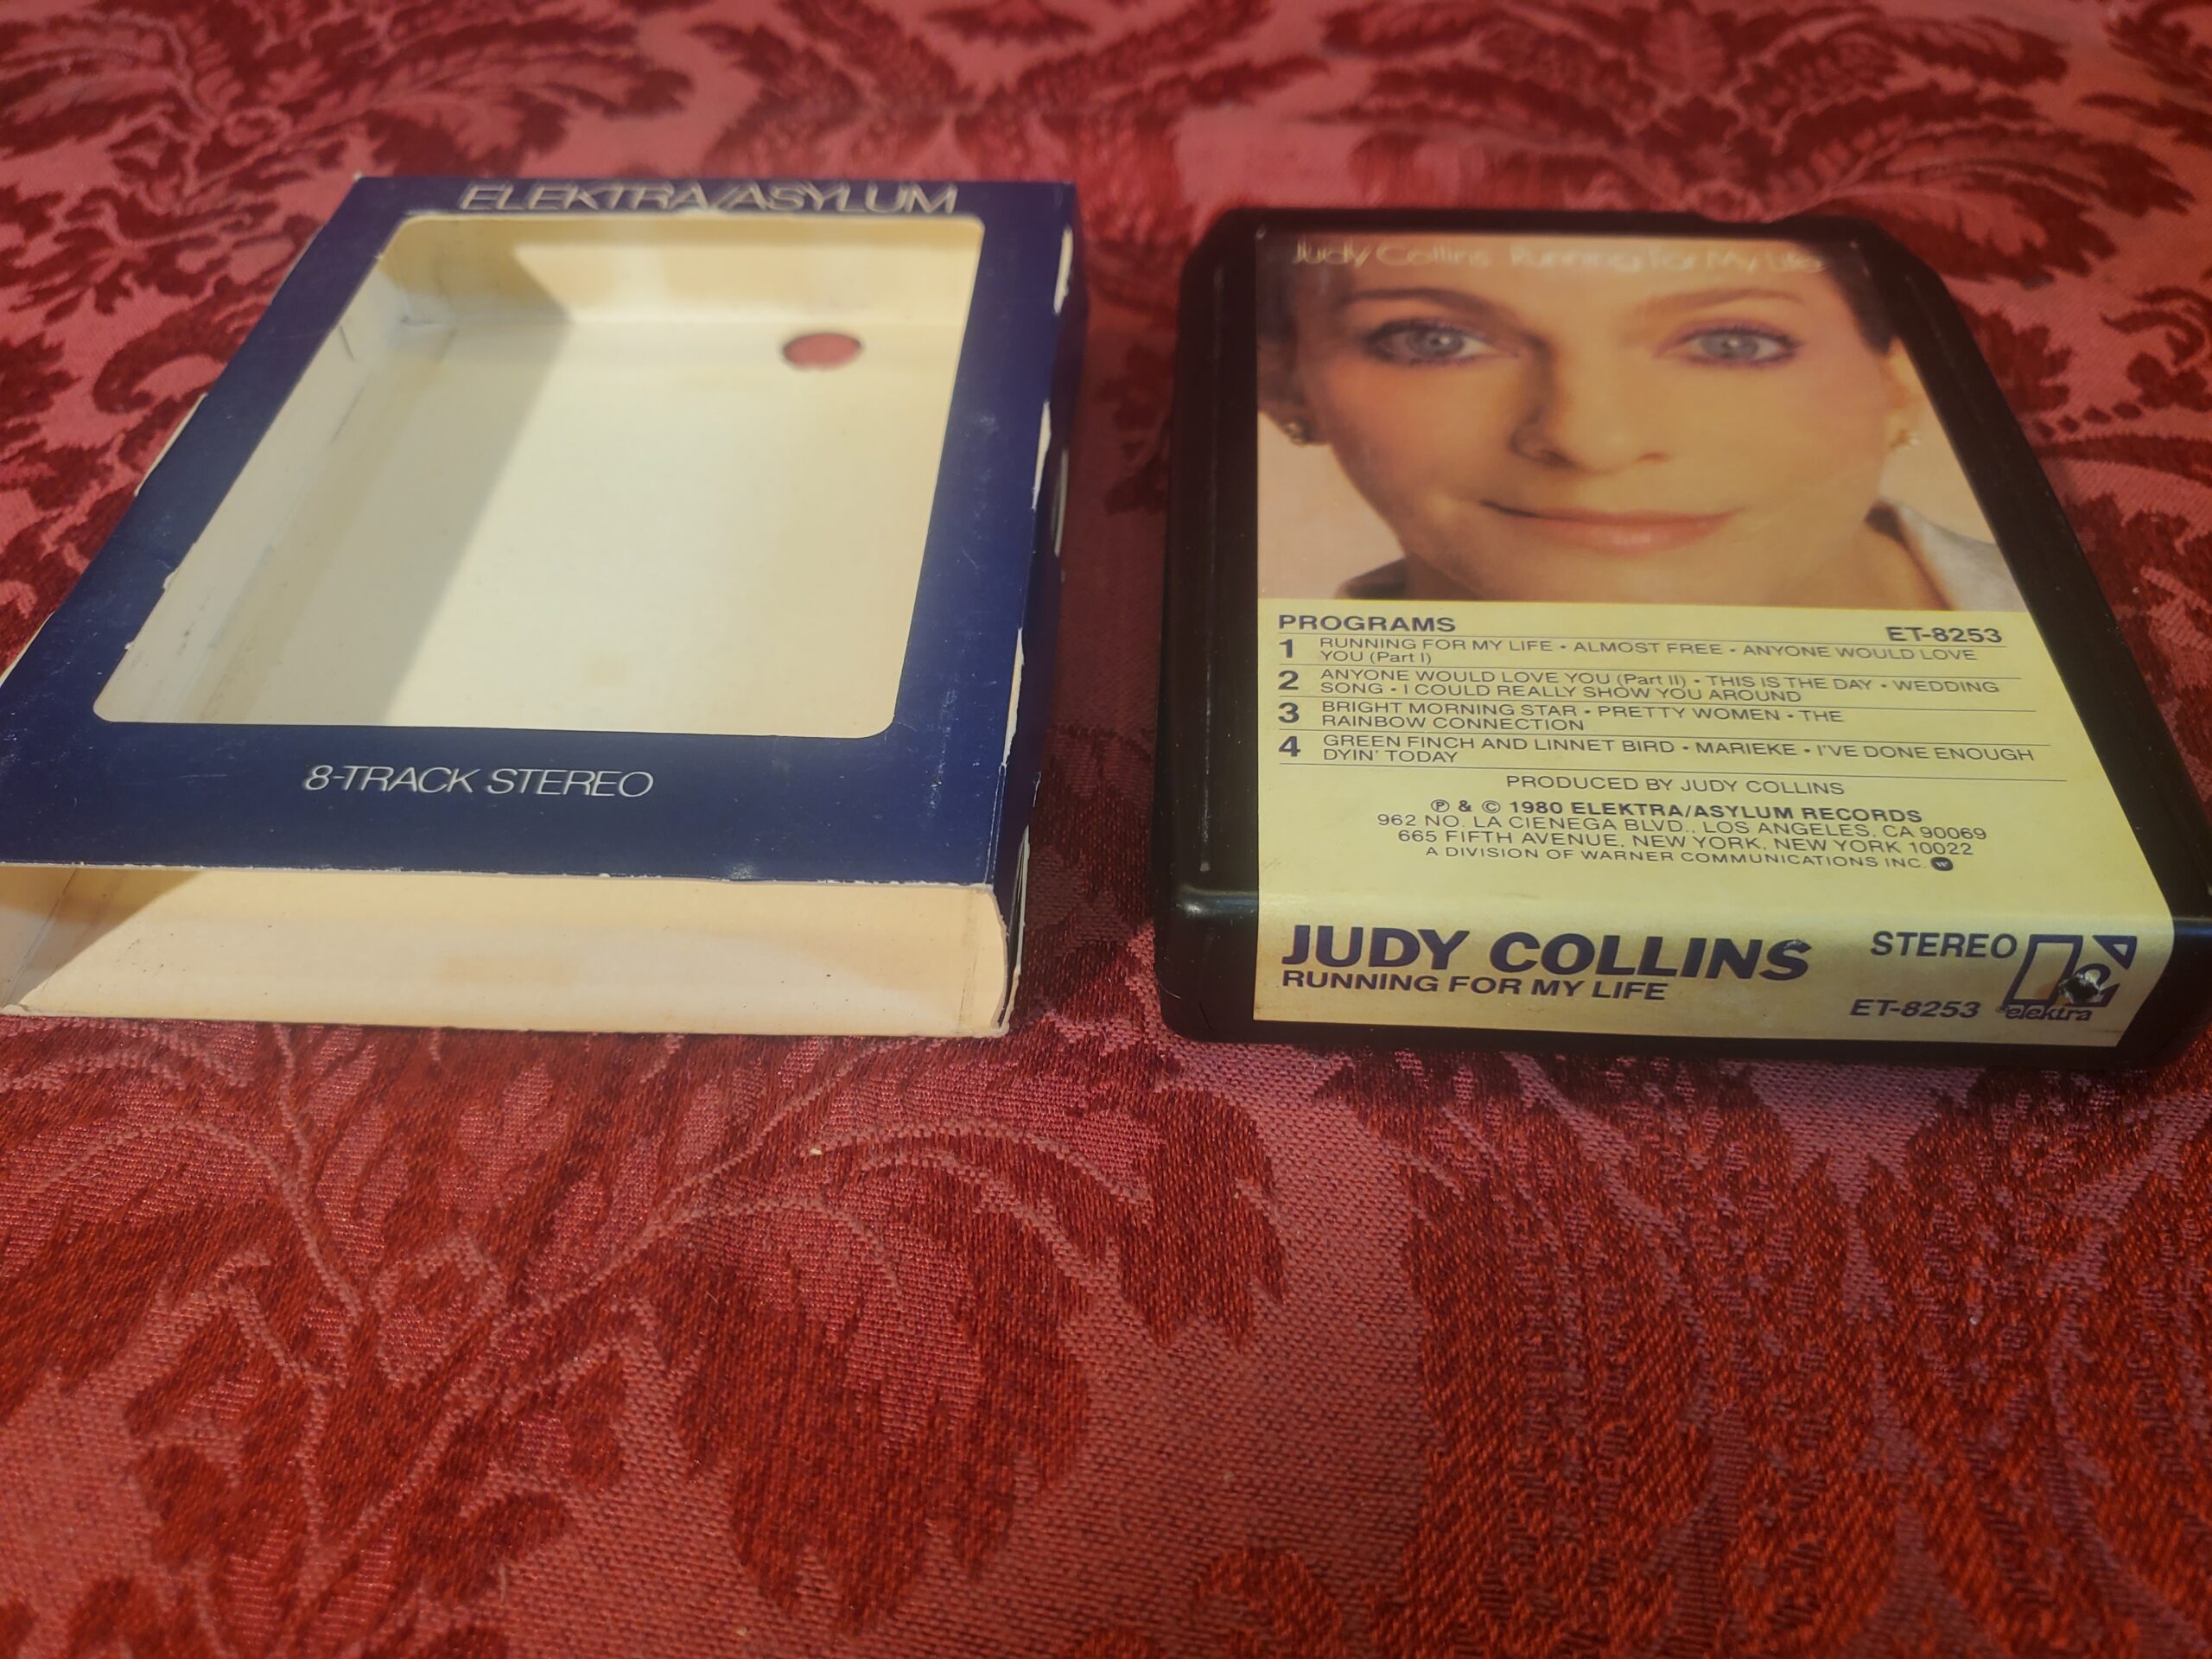 ELEKTRA/ASYLUM
8-TRACK STEREO
Judy Collins Running For My Life
PROGRAMS
ET-8253
1 RUNNING FOR MY LIFE • ALMOST FREE • ANYONE WOULD LOVE
YOU (Part I)
2 ANYONE WOULD LOVE YOU (Part II) • THIS IS THE DAY • WEDDING
SONG • I COULD REALLY SHOW YOU AROUND
3 BRIGHT MORNING STAR • PRETTY WOMEN • THE
RAINBOW CONNECTION
4 GREEN FINCH AND LINNET BIRD • MARIEKE • I'VE DONE ENOUGH
DYIN' TODAY
PRODUCED BY JUDY COLLINS
℗ & © 1980 ELEKTRA/ASYLUM RECORDS
962 NO. LA CIENEGA BLVD., LOS ANGELES, CA 90069
665 FIFTH AVENUE, NEW YORK, NEW YORK 10022
A DIVISION OF WARNER COMMUNICATIONS INC.
JUDY COLLINS
RUNNING FOR MY LIFE
STEREO
ET-8253
elektra